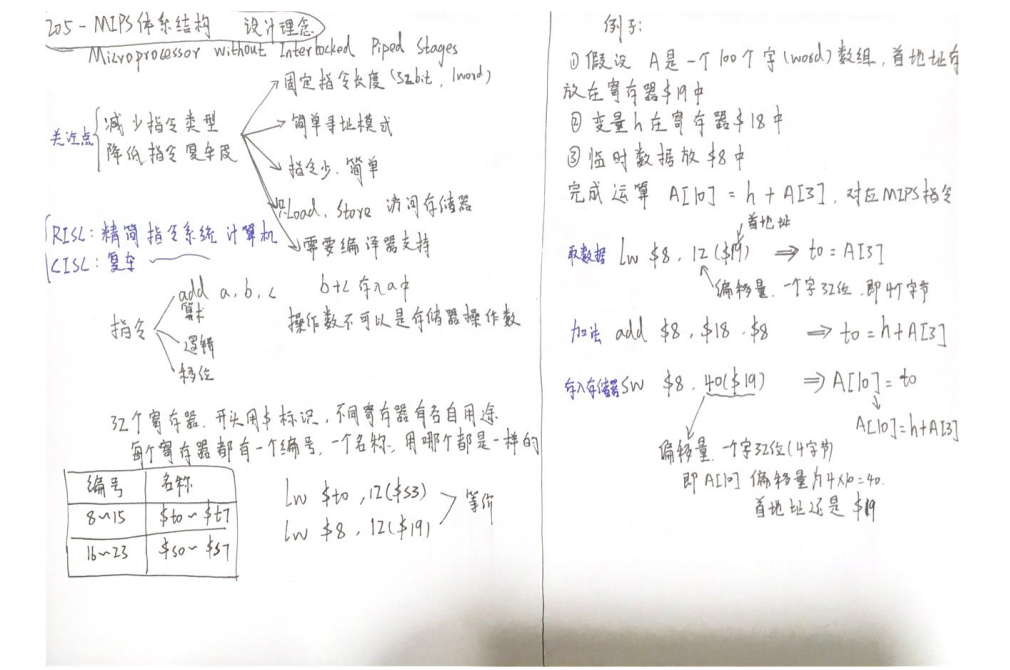 205-MIPS体系结构 设计理念
Microprocessor without Interlocked Piped Stages
固定指令长度(32bit, 1word)
关注点
减少指令类型
降低指令复杂度
简单寻址模式
指令少、简单
只Load, Store 访问存储器
需要编译器支持
RISC: 精简指令系统计算机
CISC: 复杂
指令
add a, b, c b+c 存入a中
算术
操作数不可以是存储器操作数
逻辑
移位
32个寄存器, 开头用$标识, 不同寄存器有各自用途
每个寄存器都有一个编号, 一个名称, 用哪个都是一样的
编号 名称
8~15 $t0~$t7
16~23 $s0~$s7
lw $t0, 12($s3)
lw $8, 12($19)
等价
例子:
① 假设 A是一个100个字(word)数组, 首地址存
放在寄存器$19中
② 变量h在寄存器$18中
③ 临时数据放$8中
完成运算 A[10] = h + A[3], 对应MIPS指令
首地址
取数据 lw $8, 12($19) ⇒ t0 = A[3]
偏移量, 一个字32位, 即4个字节
加法 add $8, $18, $8 ⇒ t0 = h+A[3]
存入存储器 sw $8, 40($19) ⇒ A[10] = t0
A[10]=h+A[3]
偏移量, 一个字32位(4字节)
即A[10] 偏移量为4×10=40.
首地址还是$19